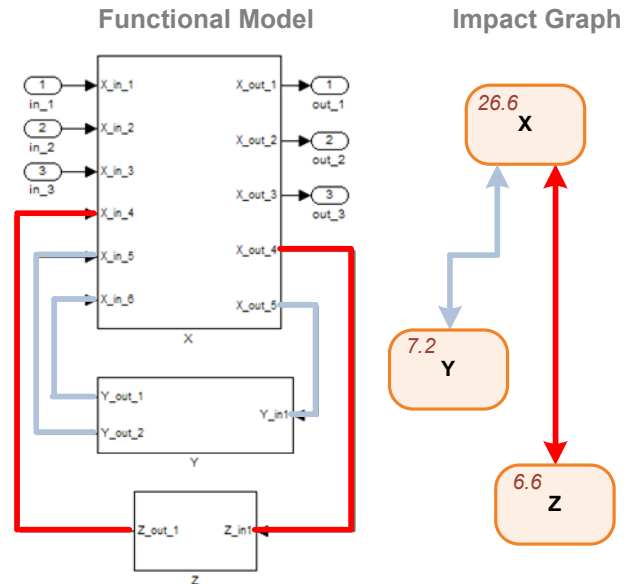 Functional Model
Impact Graph
1
in_1
2
in_2
3
in_3
X_in_1
X_in_2
X_in_3
X_in_4
X_in_5
X_in_6
X_out_1
X_out_2
X_out_3
X_out_4
X_out_5
1
out_1
2
out_2
3
out_3
X
Y_out_1
Y_out_2
Y_in1
Y
Z_out_1
Z_in1
Z
26.6
X
7.2
Y
6.6
Z